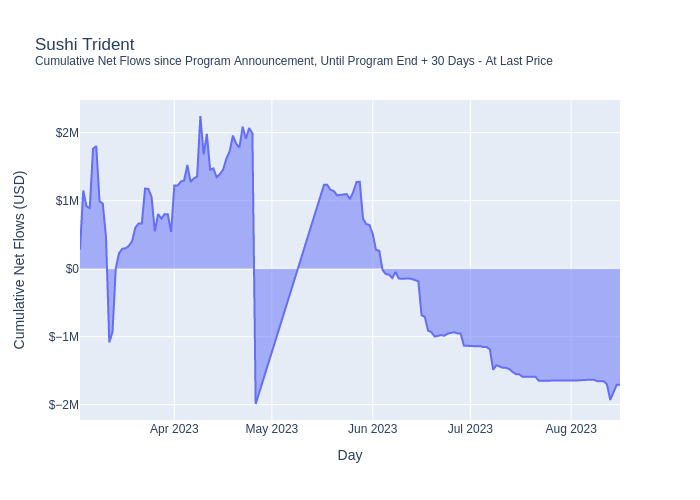 Sushi Trident
Cumulative Net Flows since Program Announcement, Until Program End + 30 Days - At Last Price
Cumulative Net Flows (USD)
$2M
$1M
$0
$−1M
$−2M
Apr 2023
May 2023
Jun 2023
Jul 2023
Aug 2023
Day